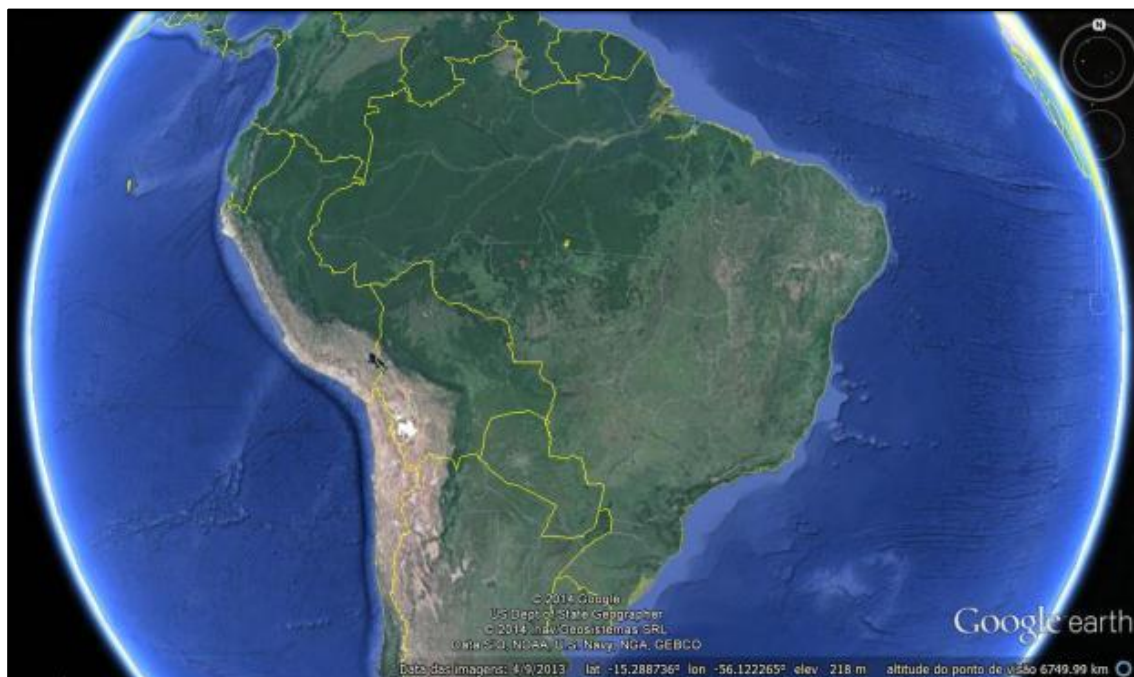 N
© 2014 Google
US Dept of State Geographer
© 2014 Inav/Geosistemas SRL
Data SIO, NOAA, U.S. Navy, NGA, GEBCO
Google earth
Data das imagens: 4/9/2013 lat -15.288736° lon -56.122265° elev 218 m altitude do ponto de visão 6749.99 km